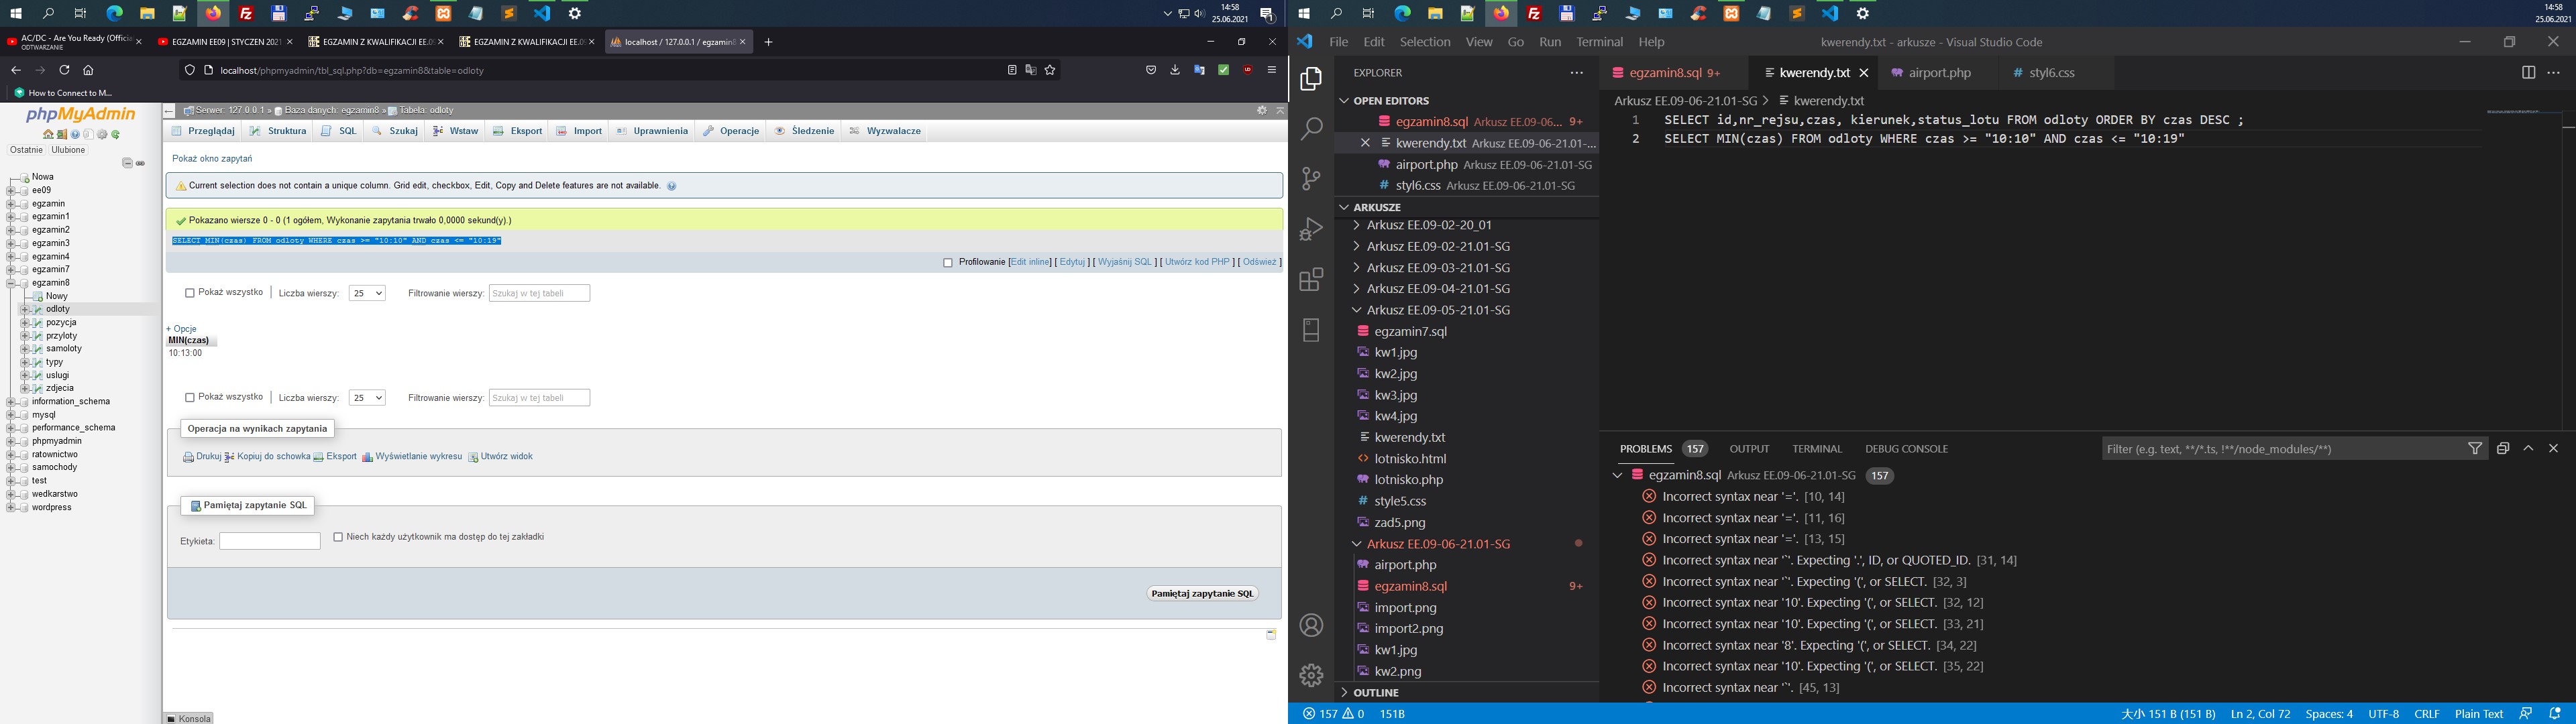 14:58
25.06.2021
AC/DC - Are You Ready (Officia
ODTWARZANIE
EGZAMIN EE09 | STYCZEN 2021
EGZAMIN Z KWALIFIKACJI EE.09
EGZAMIN Z KWALIFIKACJI EE.09
localhost / 127.0.0.1 / egzamin8
localhost/phpmyadmin/tbl_sql.php?db=egzamin8&table=odloty
How to Connect to M...
phpMyAdmin
Ostatnie Ulubione
Nowa
ee09
egzamin
egzamin1
egzamin2
egzamin3
egzamin4
egzamin7
egzamin8
Nowy
odloty
pozycja
przyloty
samoloty
typy
uslugi
zdjecia
information_schema
mysql
performance_schema
phpmyadmin
ratownictwo
samochody
test
wedkarstwo
wordpress
Serwer: 127.0.0.1 » Baza danych: egzamin8 » Tabela: odloty
Przeglądaj Struktura SQL Szukaj Wstaw Eksport Import Uprawnienia Operacje Śledzenie Wyzwalacze
Pokaż okno zapytań
Current selection does not contain a unique column. Grid edit, checkbox, Edit, Copy and Delete features are not available.
Pokazano wiersze 0 - 0 (1 ogółem, Wykonanie zapytania trwało 0,0000 sekund(y).)
SELECT MIN(czas) FROM odloty WHERE czas >= "10:10" AND czas <= "10:19"
Profilowanie [Edit inline] [ Edytuj ] [ Wyjaśnij SQL ] [ Utwórz kod PHP ] [ Odśwież ]
Pokaż wszystko Liczba wierszy: 25 Filtrowanie wierszy: Szukaj w tej tabeli
+ Opcje
MIN(czas)
10:13:00
Pokaż wszystko Liczba wierszy: 25 Filtrowanie wierszy: Szukaj w tej tabeli
Operacja na wynikach zapytania
Drukuj Kopiuj do schowka Eksport Wyświetlanie wykresu Utwórz widok
Pamiętaj zapytanie SQL
Etykieta: Niech każdy użytkownik ma dostęp do tej zakładki
Pamiętaj zapytanie SQL
Konsola
14:58
25.06.2021
File Edit Selection View Go Run Terminal Help
kwerendy.txt - arkusze - Visual Studio Code
EXPLORER
OPEN EDITORS
egzamin8.sql Arkusz EE.09-06... 9+
kwerendy.txt Arkusz EE.09-06-21.01-...
airport.php Arkusz EE.09-06-21.01-SG
styl6.css Arkusz EE.09-06-21.01-SG
ARKUSZE
Arkusz EE.09-02-20_01
Arkusz EE.09-02-21.01-SG
Arkusz EE.09-03-21.01-SG
Arkusz EE.09-04-21.01-SG
Arkusz EE.09-05-21.01-SG
egzamin7.sql
kw1.jpg
kw2.jpg
kw3.jpg
kw4.jpg
kwerendy.txt
lotnisko.html
lotnisko.php
style5.css
zad5.png
Arkusz EE.09-06-21.01-SG
airport.php
egzamin8.sql 9+
import.png
import2.png
kw1.jpg
kw2.png
OUTLINE
egzamin8.sql 9+
kwerendy.txt
airport.php
styl6.css
Arkusz EE.09-06-21.01-SG > kwerendy.txt
1 SELECT id,nr_rejsu,czas, kierunek,status_lotu FROM odloty ORDER BY czas DESC ;
2 SELECT MIN(czas) FROM odloty WHERE czas >= "10:10" AND czas <= "10:19"
PROBLEMS 157 OUTPUT TERMINAL DEBUG CONSOLE
Filter (e.g. text, **/*.ts, !**/node_modules/**)
egzamin8.sql Arkusz EE.09-06-21.01-SG 157
Incorrect syntax near '='. [10, 14]
Incorrect syntax near '='. [11, 16]
Incorrect syntax near '='. [13, 15]
Incorrect syntax near '`'. Expecting '.', ID, or QUOTED_ID. [31, 14]
Incorrect syntax near '`'. Expecting '(', or SELECT. [32, 3]
Incorrect syntax near '10'. Expecting '(', or SELECT. [32, 12]
Incorrect syntax near '10'. Expecting '(', or SELECT. [33, 21]
Incorrect syntax near '8'. Expecting '(', or SELECT. [34, 22]
Incorrect syntax near '10'. Expecting '(', or SELECT. [35, 22]
Incorrect syntax near '`'. [45, 13]
157 0 151B
大小 151 B (151 B) Ln 2, Col 72 Spaces: 4 UTF-8 CRLF Plain Text